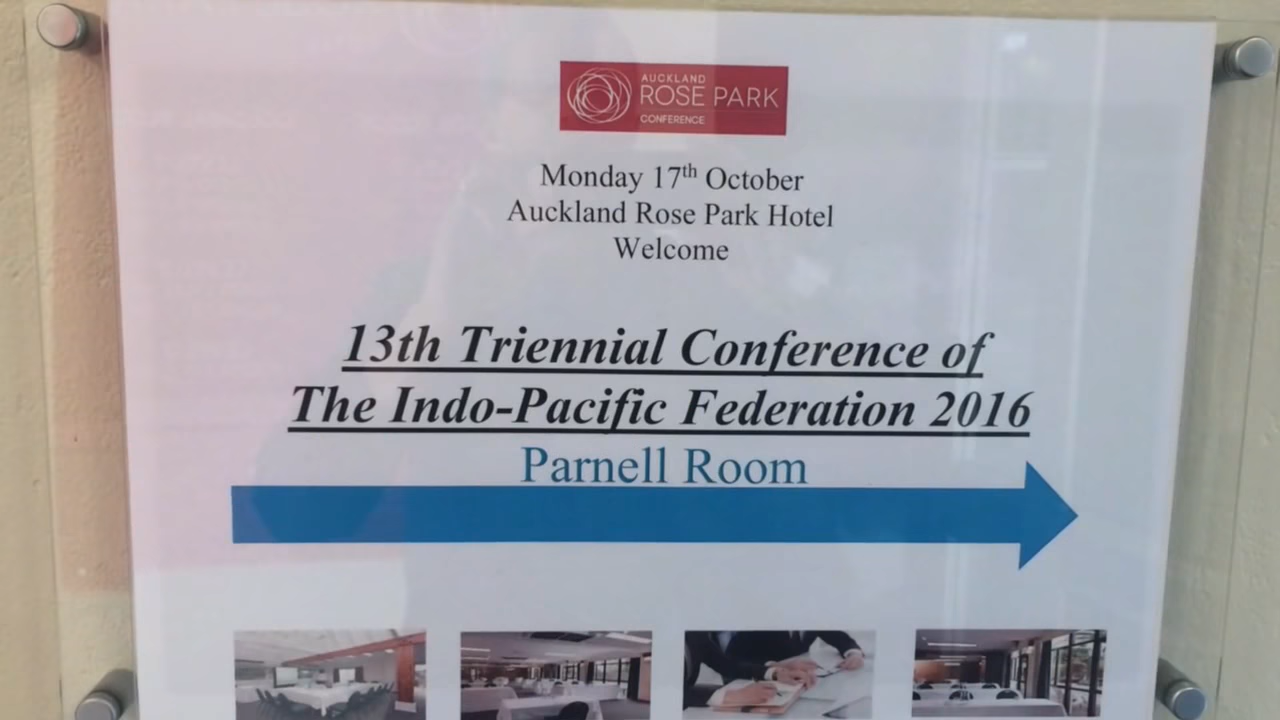 AUCKLAND
ROSE PARK
CONFERENCE
Monday 17th October
Auckland Rose Park Hotel
Welcome
13th Triennial Conference of
The Indo-Pacific Federation 2016
Parnell Room